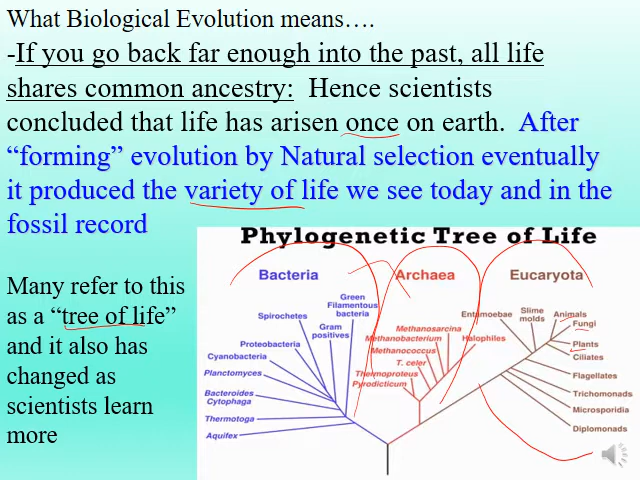 What Biological Evolution means….
-If you go back far enough into the past, all life
shares common ancestry: Hence scientists
concluded that life has arisen once on earth. After
“forming” evolution by Natural selection eventually
it produced the variety of life we see today and in the
fossil record
Many refer to this
as a “tree of life”
and it also has
changed as
scientists learn
more
Phylogenetic Tree of Life
Bacteria
Archaea
Eucaryota
Spirochetes
Green
Filamentous
bacteria
Gram
positives
Proteobacteria
Cyanobacteria
Planctomyces
Bacteroides
Cytophaga
Thermotoga
Aquifex
Methanosarcina
Methanobacterium
Methanococcus
T. celer
Thermoproteus
Pyrodicticum
Halophiles
Entamoebae
Slime
molds
Animals
Fungi
Plants
Ciliates
Flagellates
Trichomonads
Microsporidia
Diplomonads